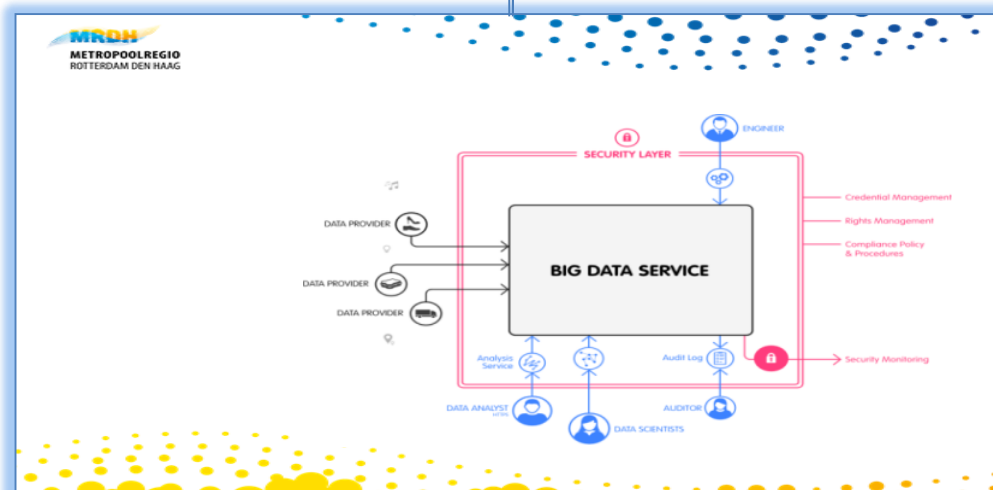 MRDH
METROPOOLREGIO
ROTTERDAM DEN HAAG
ENGINEER
SECURITY LAYER
Credential Management
DATA PROVIDER
Rights Management
Compliance Policy
& Procedures
BIG DATA SERVICE
DATA PROVIDER
DATA PROVIDER
Analysis
Service
Audit Log
Security Monitoring
DATA ANALYST
AUDITOR
DATA SCIENTISTS